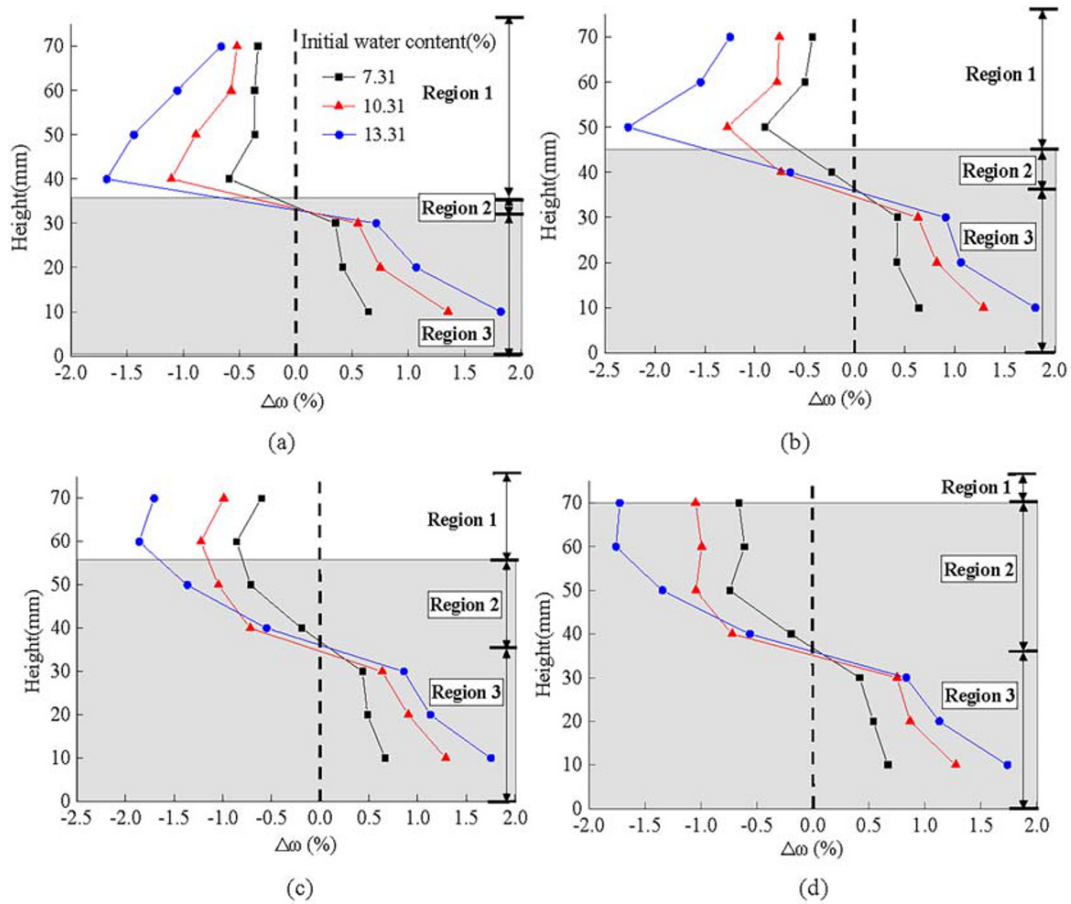 Initial water content(%)
7.31
10.31
13.31
Region 1
Region 2
Region 3
Height(mm)
70
60
50
40
30
20
10
0
-2.0 -1.5 -1.0 -0.5 0.0 0.5 1.0 1.5 2.0
Δω (%)
(a)
Region 1
Region 2
Region 3
Height(mm)
70
60
50
40
30
20
10
0
-2.5 -2.0 -1.5 -1.0 -0.5 0.0 0.5 1.0 1.5 2.0
Δω (%)
(b)
Region 1
Region 2
Region 3
Height(mm)
70
60
50
40
30
20
10
0
-2.5 -2.0 -1.5 -1.0 -0.5 0.0 0.5 1.0 1.5 2.0
Δω (%)
(c)
Region 1
Region 2
Region 3
Height(mm)
70
60
50
40
30
20
10
0
-2.0 -1.5 -1.0 -0.5 0.0 0.5 1.0 1.5 2.0
Δω (%)
(d)